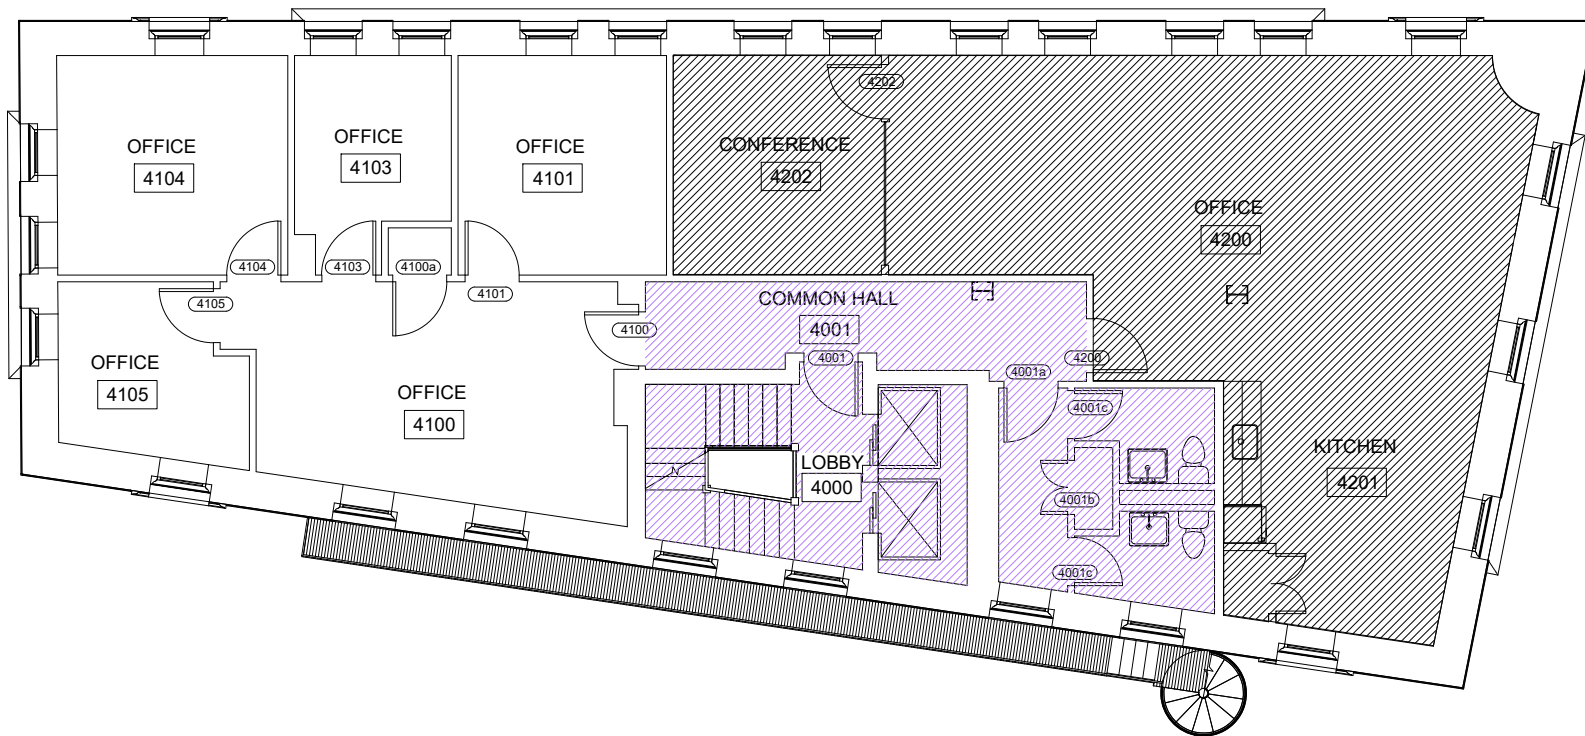 4202
OFFICE
4103
OFFICE
4104
OFFICE
4101
CONFERENCE
4202
OFFICE
4200
4104
4103
4100a
4101
4105
COMMON HALL
4001
4100
4001
4200
4001a
OFFICE
4105
OFFICE
4100
4001c
LOBBY
4000
KITCHEN
4201
4001b
4001c